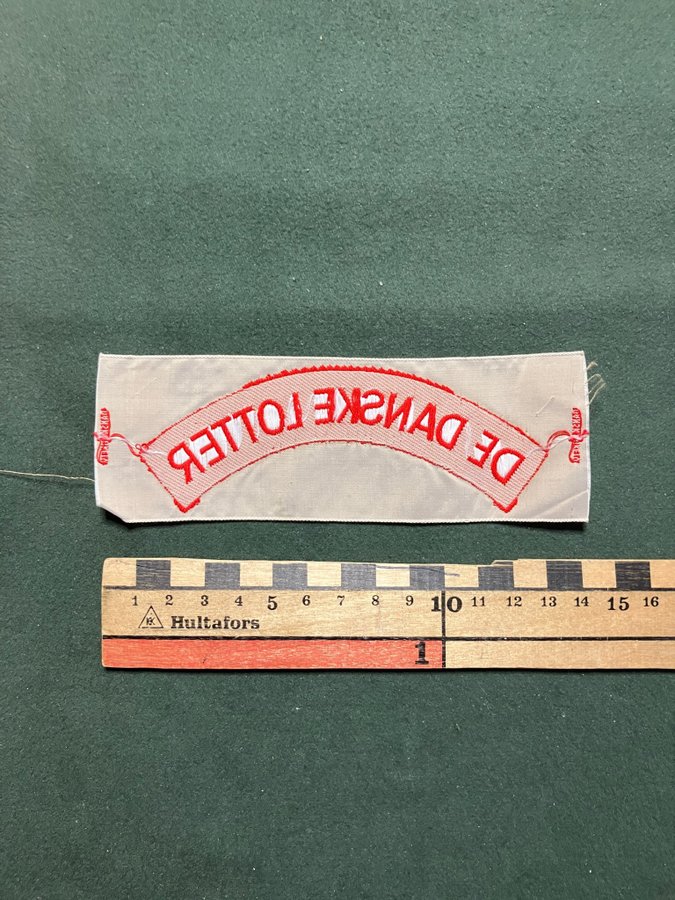 DE DANSKE LOTTER
1 2 3 4 5 6 7 8 9 10 11 12 13 14 15 16
HK Hultafors
1